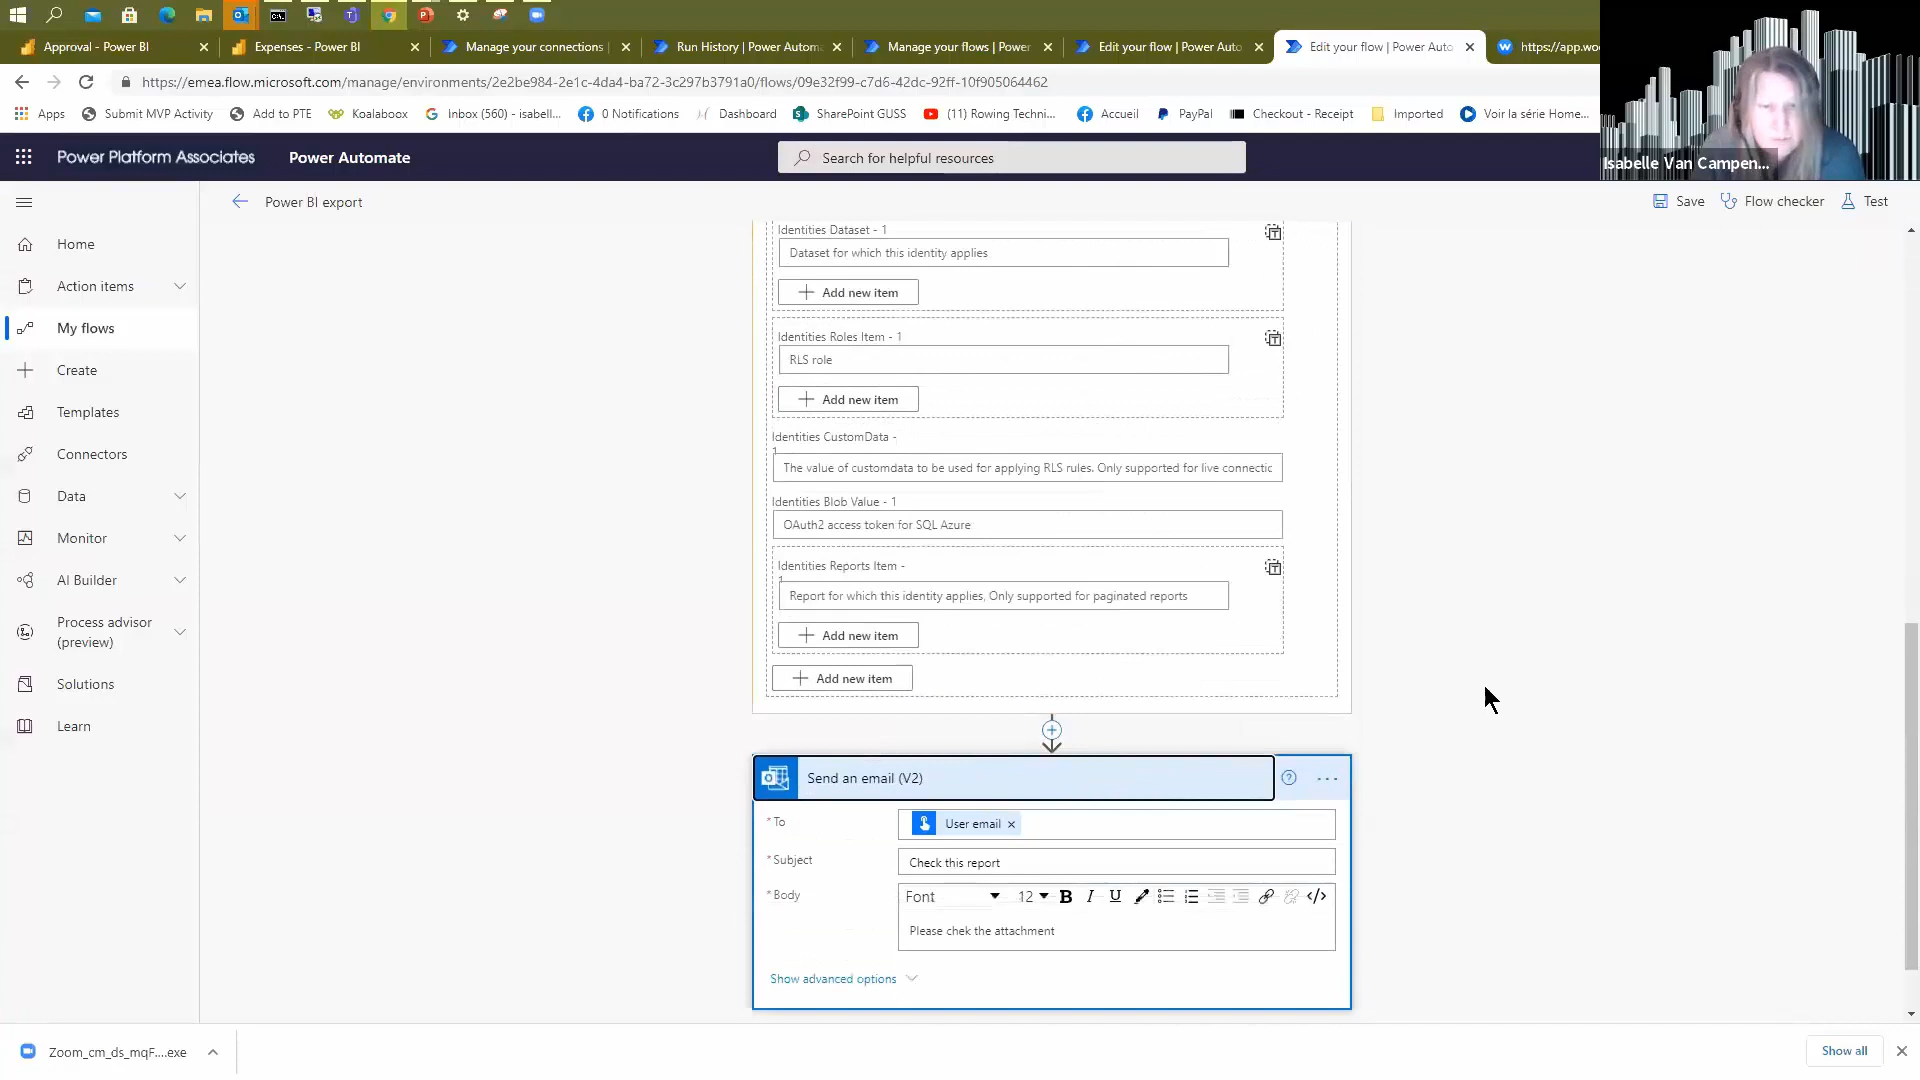 Approval - Power BI
Expenses - Power BI
Manage your connections |
Run History | Power Autom
Manage your flows | Power
Edit your flow | Power Auto
Edit your flow | Power Auto
https://app.wo
https://emea.flow.microsoft.com/manage/environments/2e2be984-2e1c-4da4-ba72-3c297b3791a0/flows/09e32f99-c7d6-42dc-92ff-10f905064462
Apps
Submit MVP Activity
Add to PTE
Koalaboox
Inbox (560) - isabell...
0 Notifications
Dashboard
SharePoint GUSS
(11) Rowing Techni...
Accueil
PayPal
Checkout - Receipt
Imported
Voir la série Home...
Isabelle Van Campen...
Power Platform Associates
Power Automate
Search for helpful resources
Power BI export
Save
Flow checker
Test
Home
Action items
My flows
Create
Templates
Connectors
Data
Monitor
AI Builder
Process advisor
(preview)
Solutions
Learn
Identities Dataset - 1
Dataset for which this identity applies
Add new item
Identities Roles Item - 1
RLS role
Add new item
Identities CustomData -
1
The value of customdata to be used for applying RLS rules. Only supported for live connectic
Identities Blob Value - 1
OAuth2 access token for SQL Azure
Identities Reports Item -
1
Report for which this identity applies, Only supported for paginated reports
Add new item
Add new item
Send an email (V2)
* To
User email ×
* Subject
Check this report
* Body
Font
12
B I U </>
Please chek the attachment
Show advanced options
Zoom_cm_ds_mqF....exe
Show all